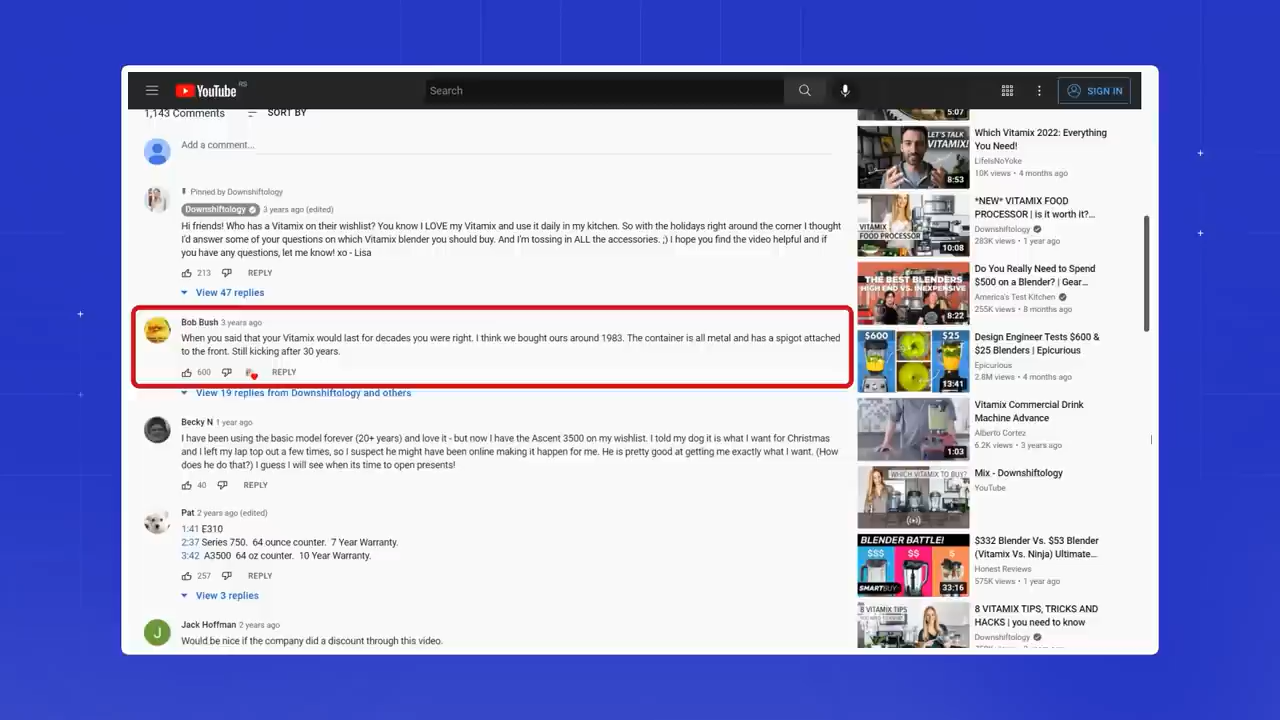 YouTube RS
Search
SIGN IN
1,143 Comments
SORT BY
Add a comment...
Pinned by Downshiftology
Downshiftology 3 years ago (edited)
Hi friends! Who has a Vitamix on their wishlist? You know I LOVE my Vitamix and use it daily in my kitchen. So with the holidays right around the corner I thought
I'd answer some of your questions on which Vitamix blender you should buy. And I'm tossing in ALL the accessories. ;) I hope you find the video helpful and if
you have any questions, let me know! xo - Lisa
213 REPLY
View 47 replies
Bob Bush 3 years ago
When you said that your Vitamix would last for decades you were right. I think we bought ours around 1983. The container is all metal and has a spigot attached
to the front. Still kicking after 30 years.
600 REPLY
View 19 replies from Downshiftology and others
Becky N 1 year ago
I have been using the basic model forever (20+ years) and love it - but now I have the Ascent 3500 on my wishlist. I told my dog it is what I want for Christmas
and I left my lap top out a few times, so I suspect he might have been online making it happen for me. He is pretty good at getting me exactly what I want. (How
does he do that?) I guess I will see when its time to open presents!
40 REPLY
Pat 2 years ago (edited)
1:41 E310
2:37 Series 750. 64 ounce counter. 7 Year Warranty.
3:42 A3500 64 oz counter. 10 Year Warranty.
257 REPLY
View 3 replies
J
Jack Hoffman 2 years ago
Would be nice if the company did a discount through this video.
5:07
LET'S TALK
VITAMIX!
8:53
Which Vitamix 2022: Everything
You Need!
LifeIsNoYoke
10K views • 4 months ago
VITAMIX
FOOD PROCESSOR
10:08
*NEW* VITAMIX FOOD
PROCESSOR | is it worth it?...
Downshiftology
283K views • 1 year ago
THE BEST BLENDERS
HIGH END VS. INEXPENSIVE
8:22
Do You Really Need to Spend
$500 on a Blender? | Gear...
America's Test Kitchen
255K views • 8 months ago
$600
$25
13:41
Design Engineer Tests $600 &
$25 Blenders | Epicurious
Epicurious
2.8M views • 4 months ago
1:03
Vitamix Commercial Drink
Machine Advance
Alberto Cortez
6.2K views • 3 years ago
WHICH VITAMIX TO BUY?
Mix - Downshiftology
YouTube
BLENDER BATTLE!
$$$
$$
$
SMARTBUY
33:16
$332 Blender Vs. $53 Blender
(Vitamix Vs. Ninja) Ultimate...
Honest Reviews
575K views • 1 year ago
8 VITAMIX TIPS
8 VITAMIX TIPS, TRICKS AND
HACKS | you need to know
Downshiftology